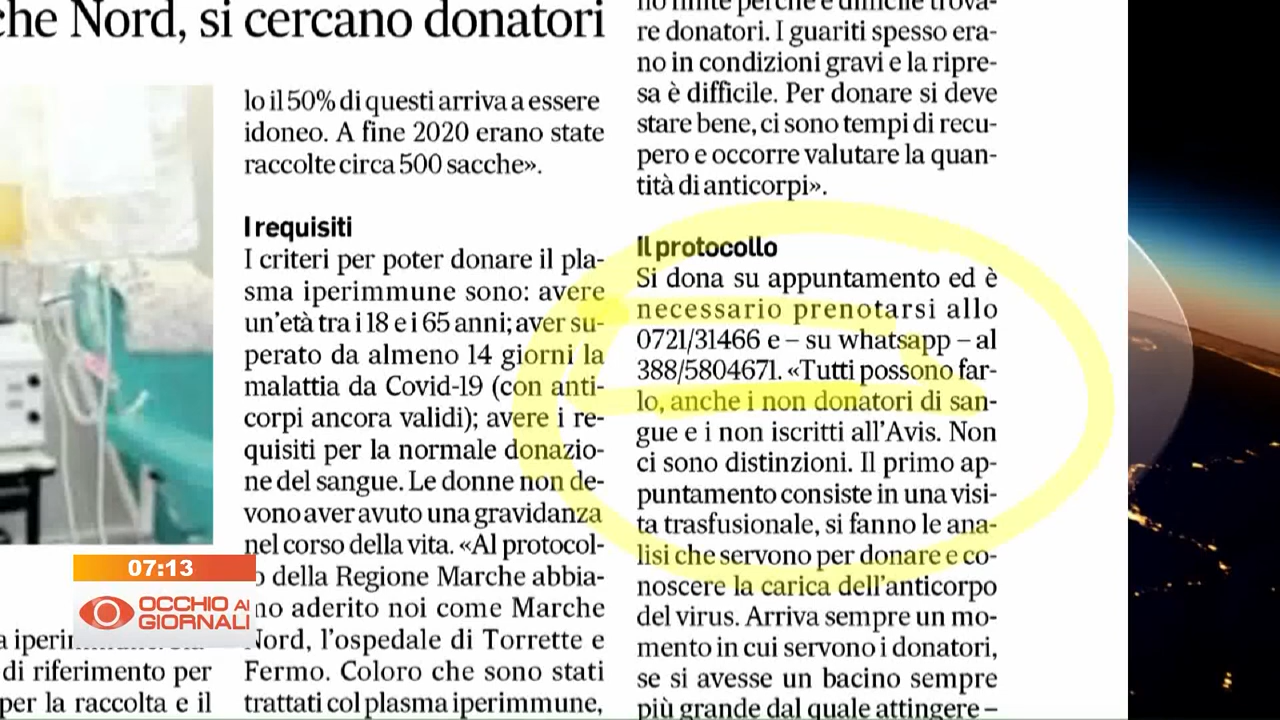 che Nord, si cercano donatori
a
di riferimento per
per la raccolta e il
lo il 50% di questi arriva a essere
idoneo. A fine 2020 erano state
raccolte circa 500 sacche».
I requisiti
I criteri per poter donare il pla-
sma iperimmune sono: avere
un'età tra i 18 e i 65 anni; aver su-
perato da almeno 14 giorni la
malattia da Covid-19 (con anti-
corpi ancora validi); avere i re-
quisiti per la normale donazio-
ne del sangue. Le donne non de-
vono aver avuto una gravidanza
nel corso della vita. «Al protocol-
o della Regione Marche abbia-
mo aderito noi come Marche
Nord, l'ospedale di Torrette e
Fermo. Coloro che sono stati
trattati col plasma iperimmune,
no finite perché è difficile trova-
re donatori. I guariti spesso era-
no in condizioni gravi e la ripre-
sa è difficile. Per donare si deve
stare bene, ci sono tempi di recu-
pero e occorre valutare la quan-
tità di anticorpi».
Il protocollo
Si dona su appuntamento ed è
necessario prenotarsi allo
0721/31466 e – su whatsapp – al
388/5804671. «Tutti possono far-
lo, anche i non donatori di san-
gue e i non iscritti all'Avis. Non
ci sono distinzioni. Il primo ap-
puntamento consiste in una visi-
ta trasfusionale, si fanno le ana-
lisi che servono per donare e co-
noscere la carica dell'anticorpo
del virus. Arriva sempre un mo-
mento in cui servono i donatori,
se si avesse un bacino sempre
più grande dal quale attingere –
07:13
OCCHIO AI
GIORNALI